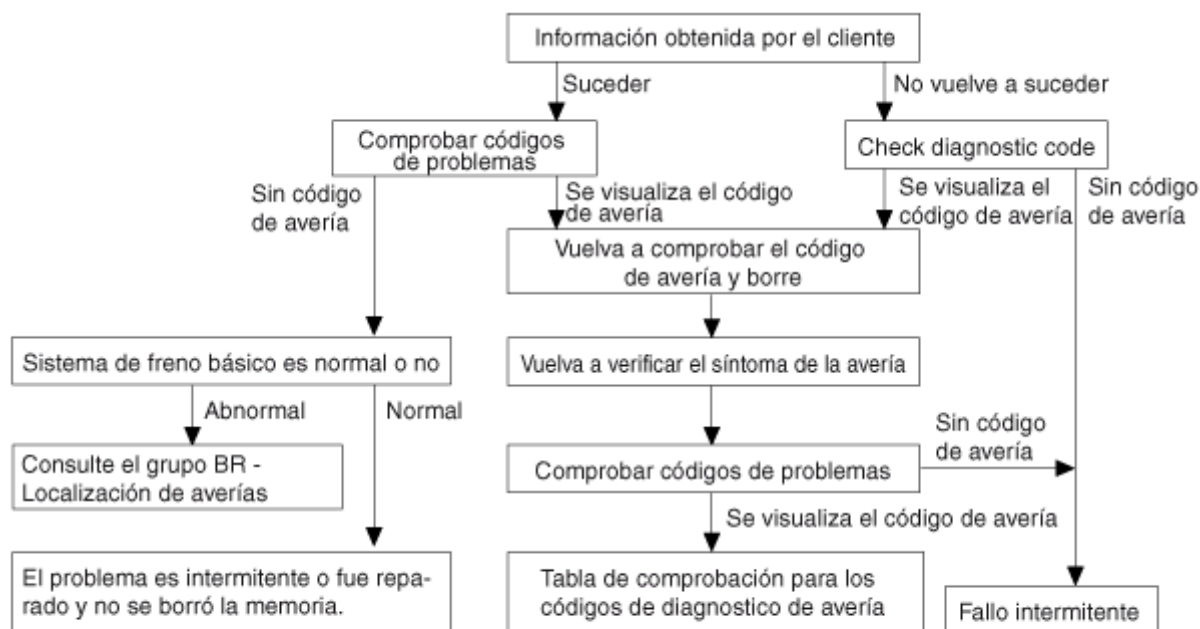 Información obtenida por el cliente
Suceder
No vuelve a suceder
Comprobar códigos
de problemas
Check diagnostic code
Sin código
de avería
Se visualiza el código
de avería
Se visualiza el
código de avería
Sin código
de avería
Vuelva a comprobar el código
de avería y borre
Sistema de freno básico es normal o no
Vuelva a verificar el síntoma de la avería
Abnormal
Normal
Sin código
de avería
Consulte el grupo BR -
Localización de averías
Comprobar códigos de problemas
Se visualiza el código de avería
El problema es intermitente o fue repa-
rado y no se borró la memoria.
Tabla de comprobación para los
códigos de diagnostico de avería
Fallo intermitente